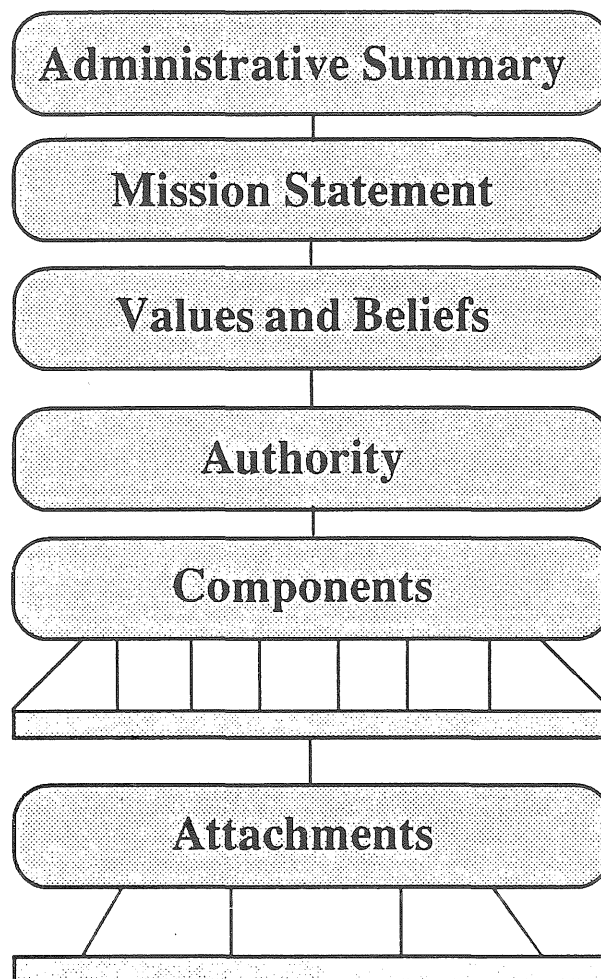 Administrative Summary
Mission Statement
Values and Beliefs
Authority
Components
Attachments